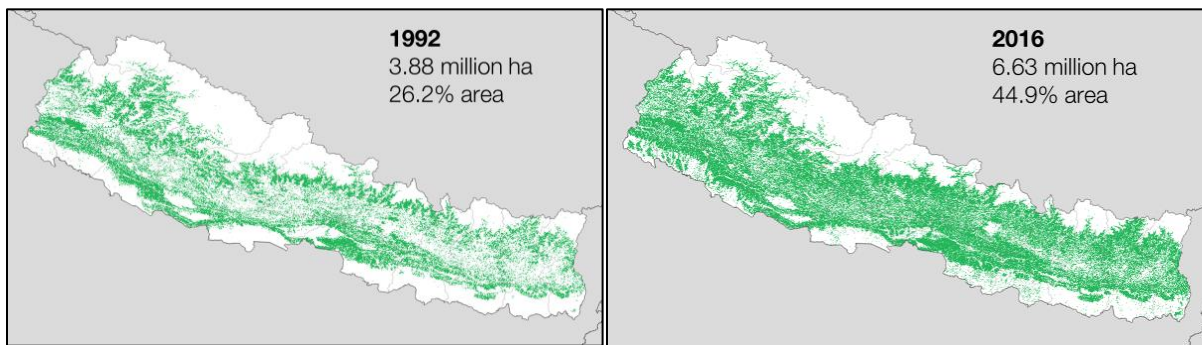 1992
3.88 million ha
26.2% area
2016
6.63 million ha
44.9% area